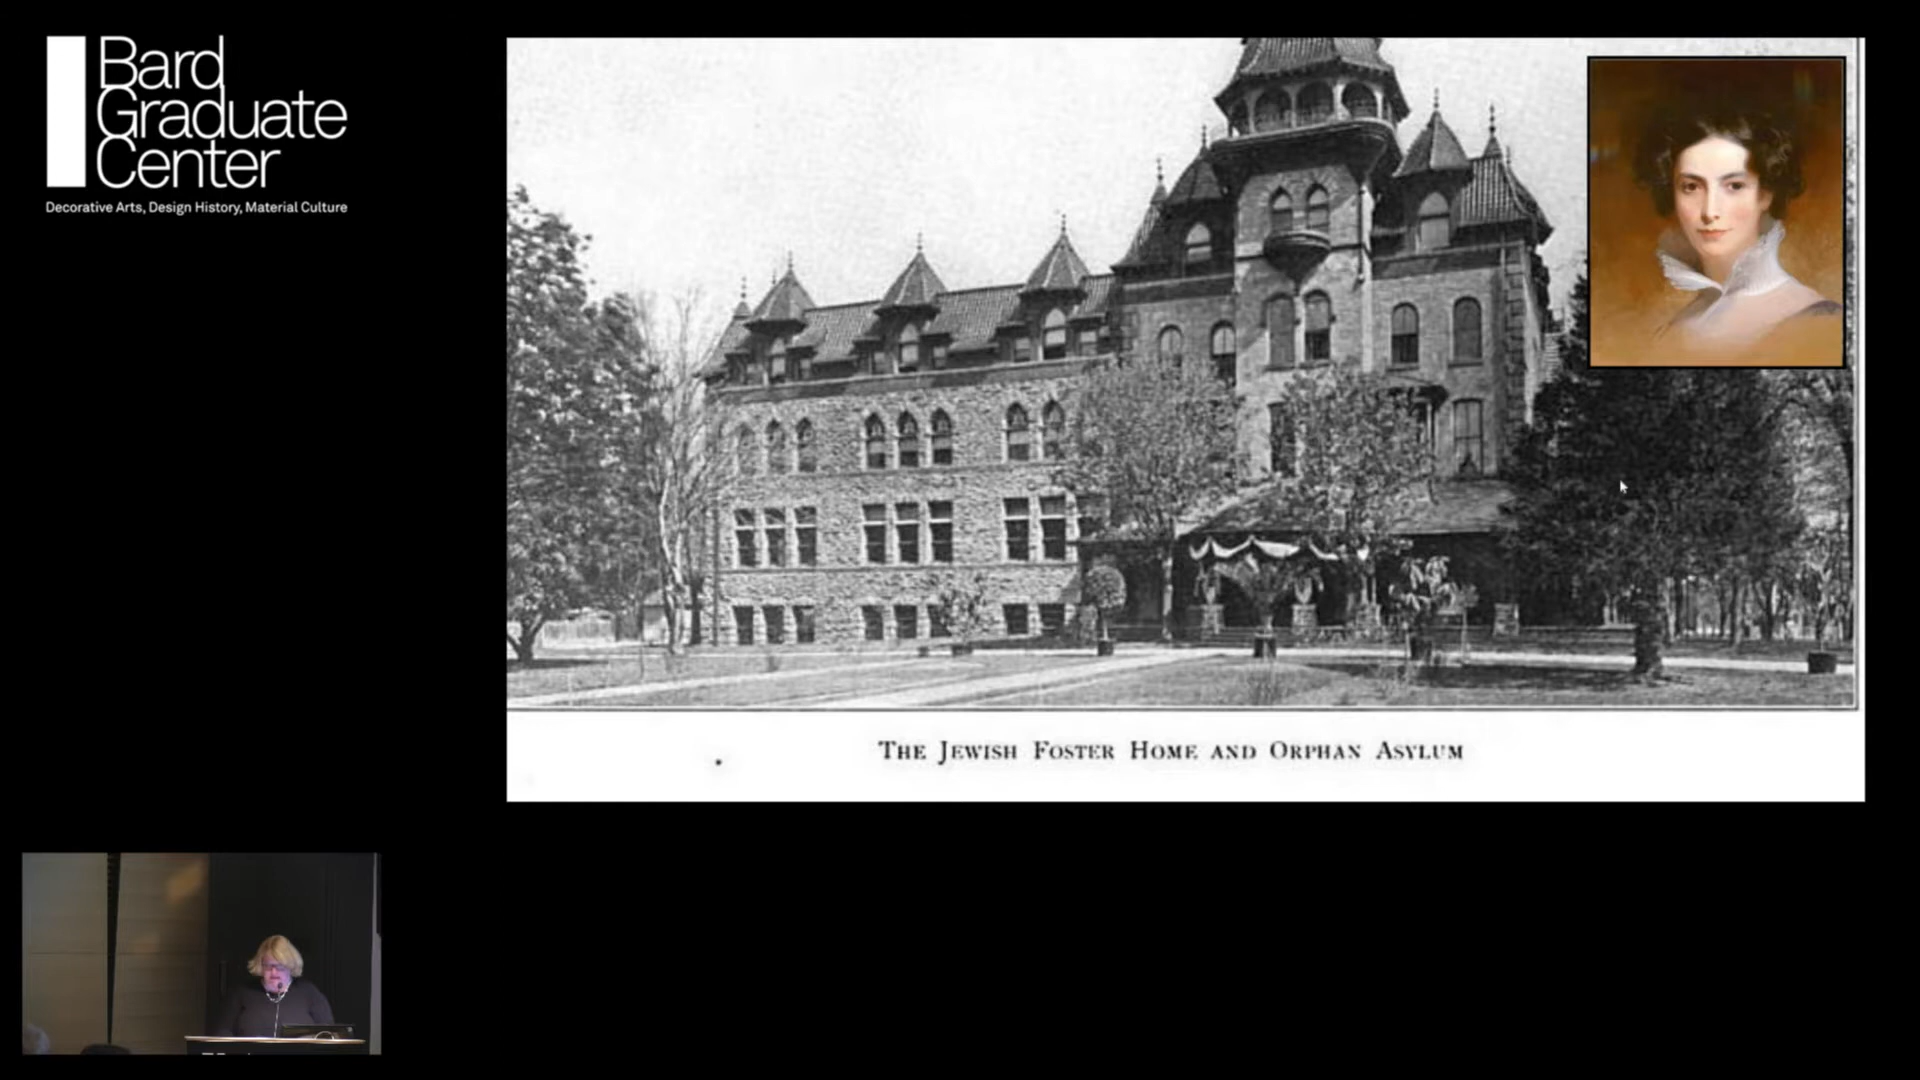 Bard
Graduate
Center
Decorative Arts, Design History, Material Culture
The Jewish Foster Home and Orphan Asylum